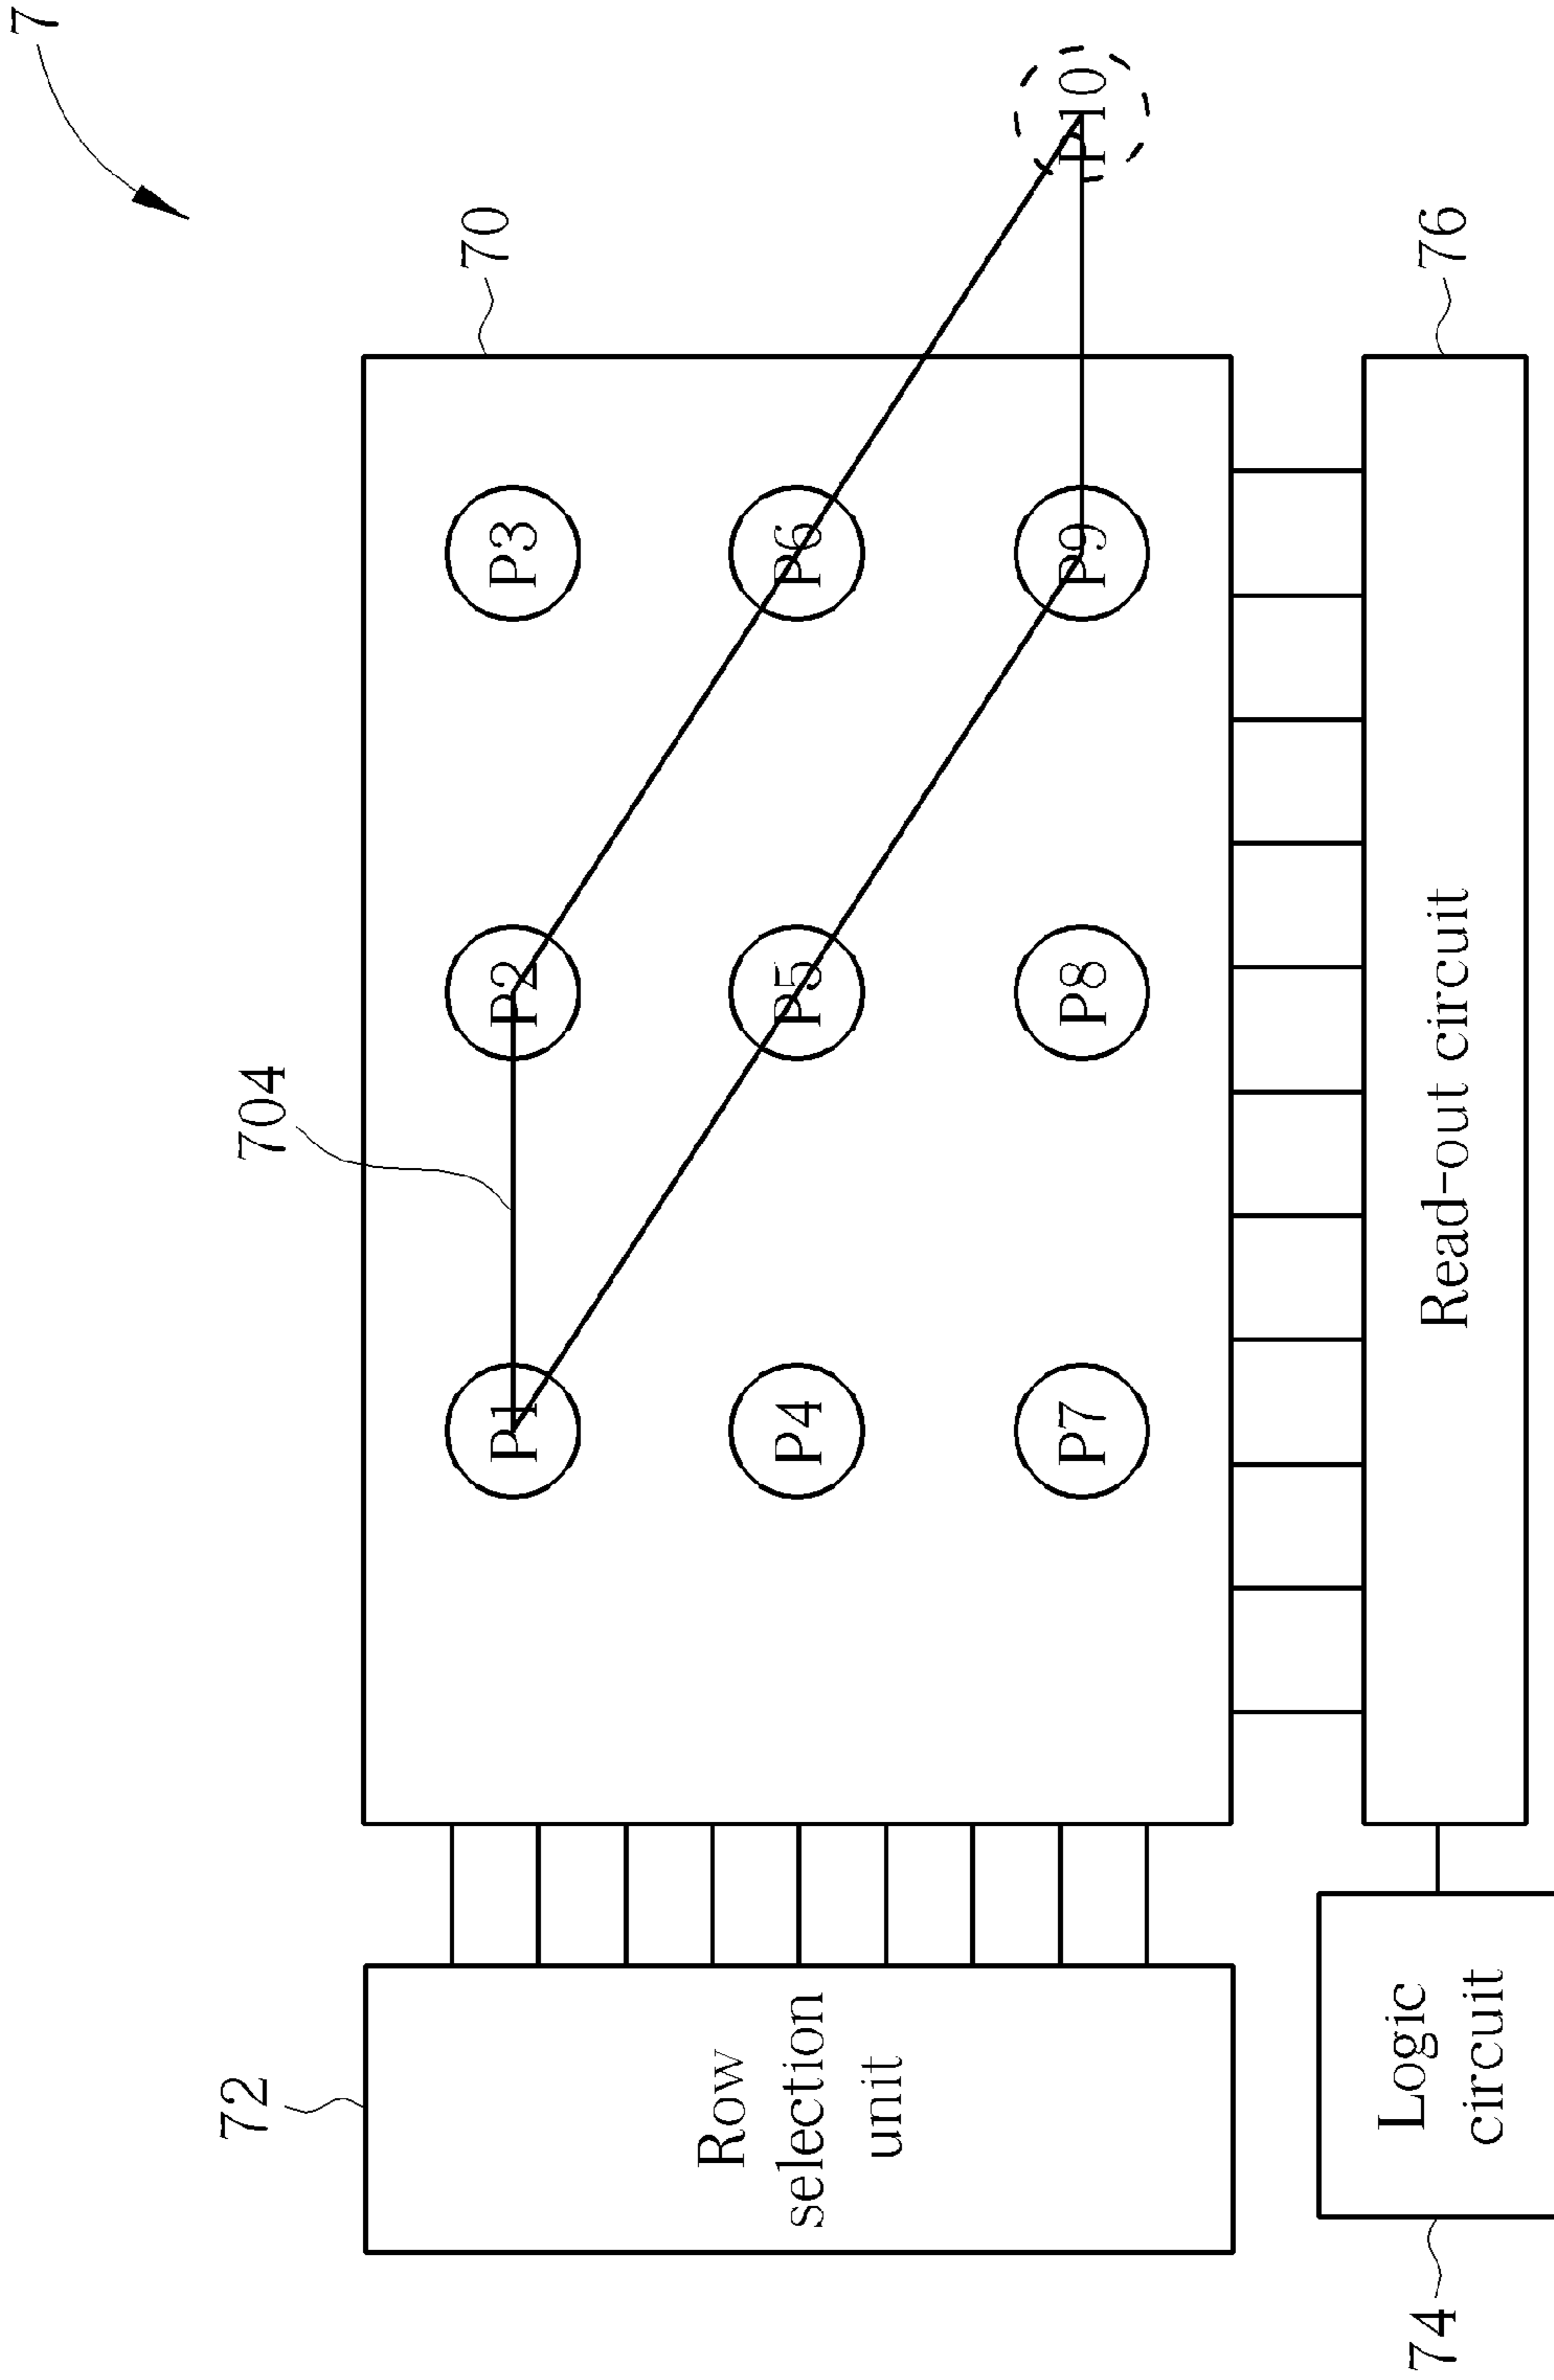 7
704
70
72
P1
P2
P3
P4
P5
P6
P7
P8
P9
P10
Row
selection
unit
Read-out circuit
76
Logic
circuit
74